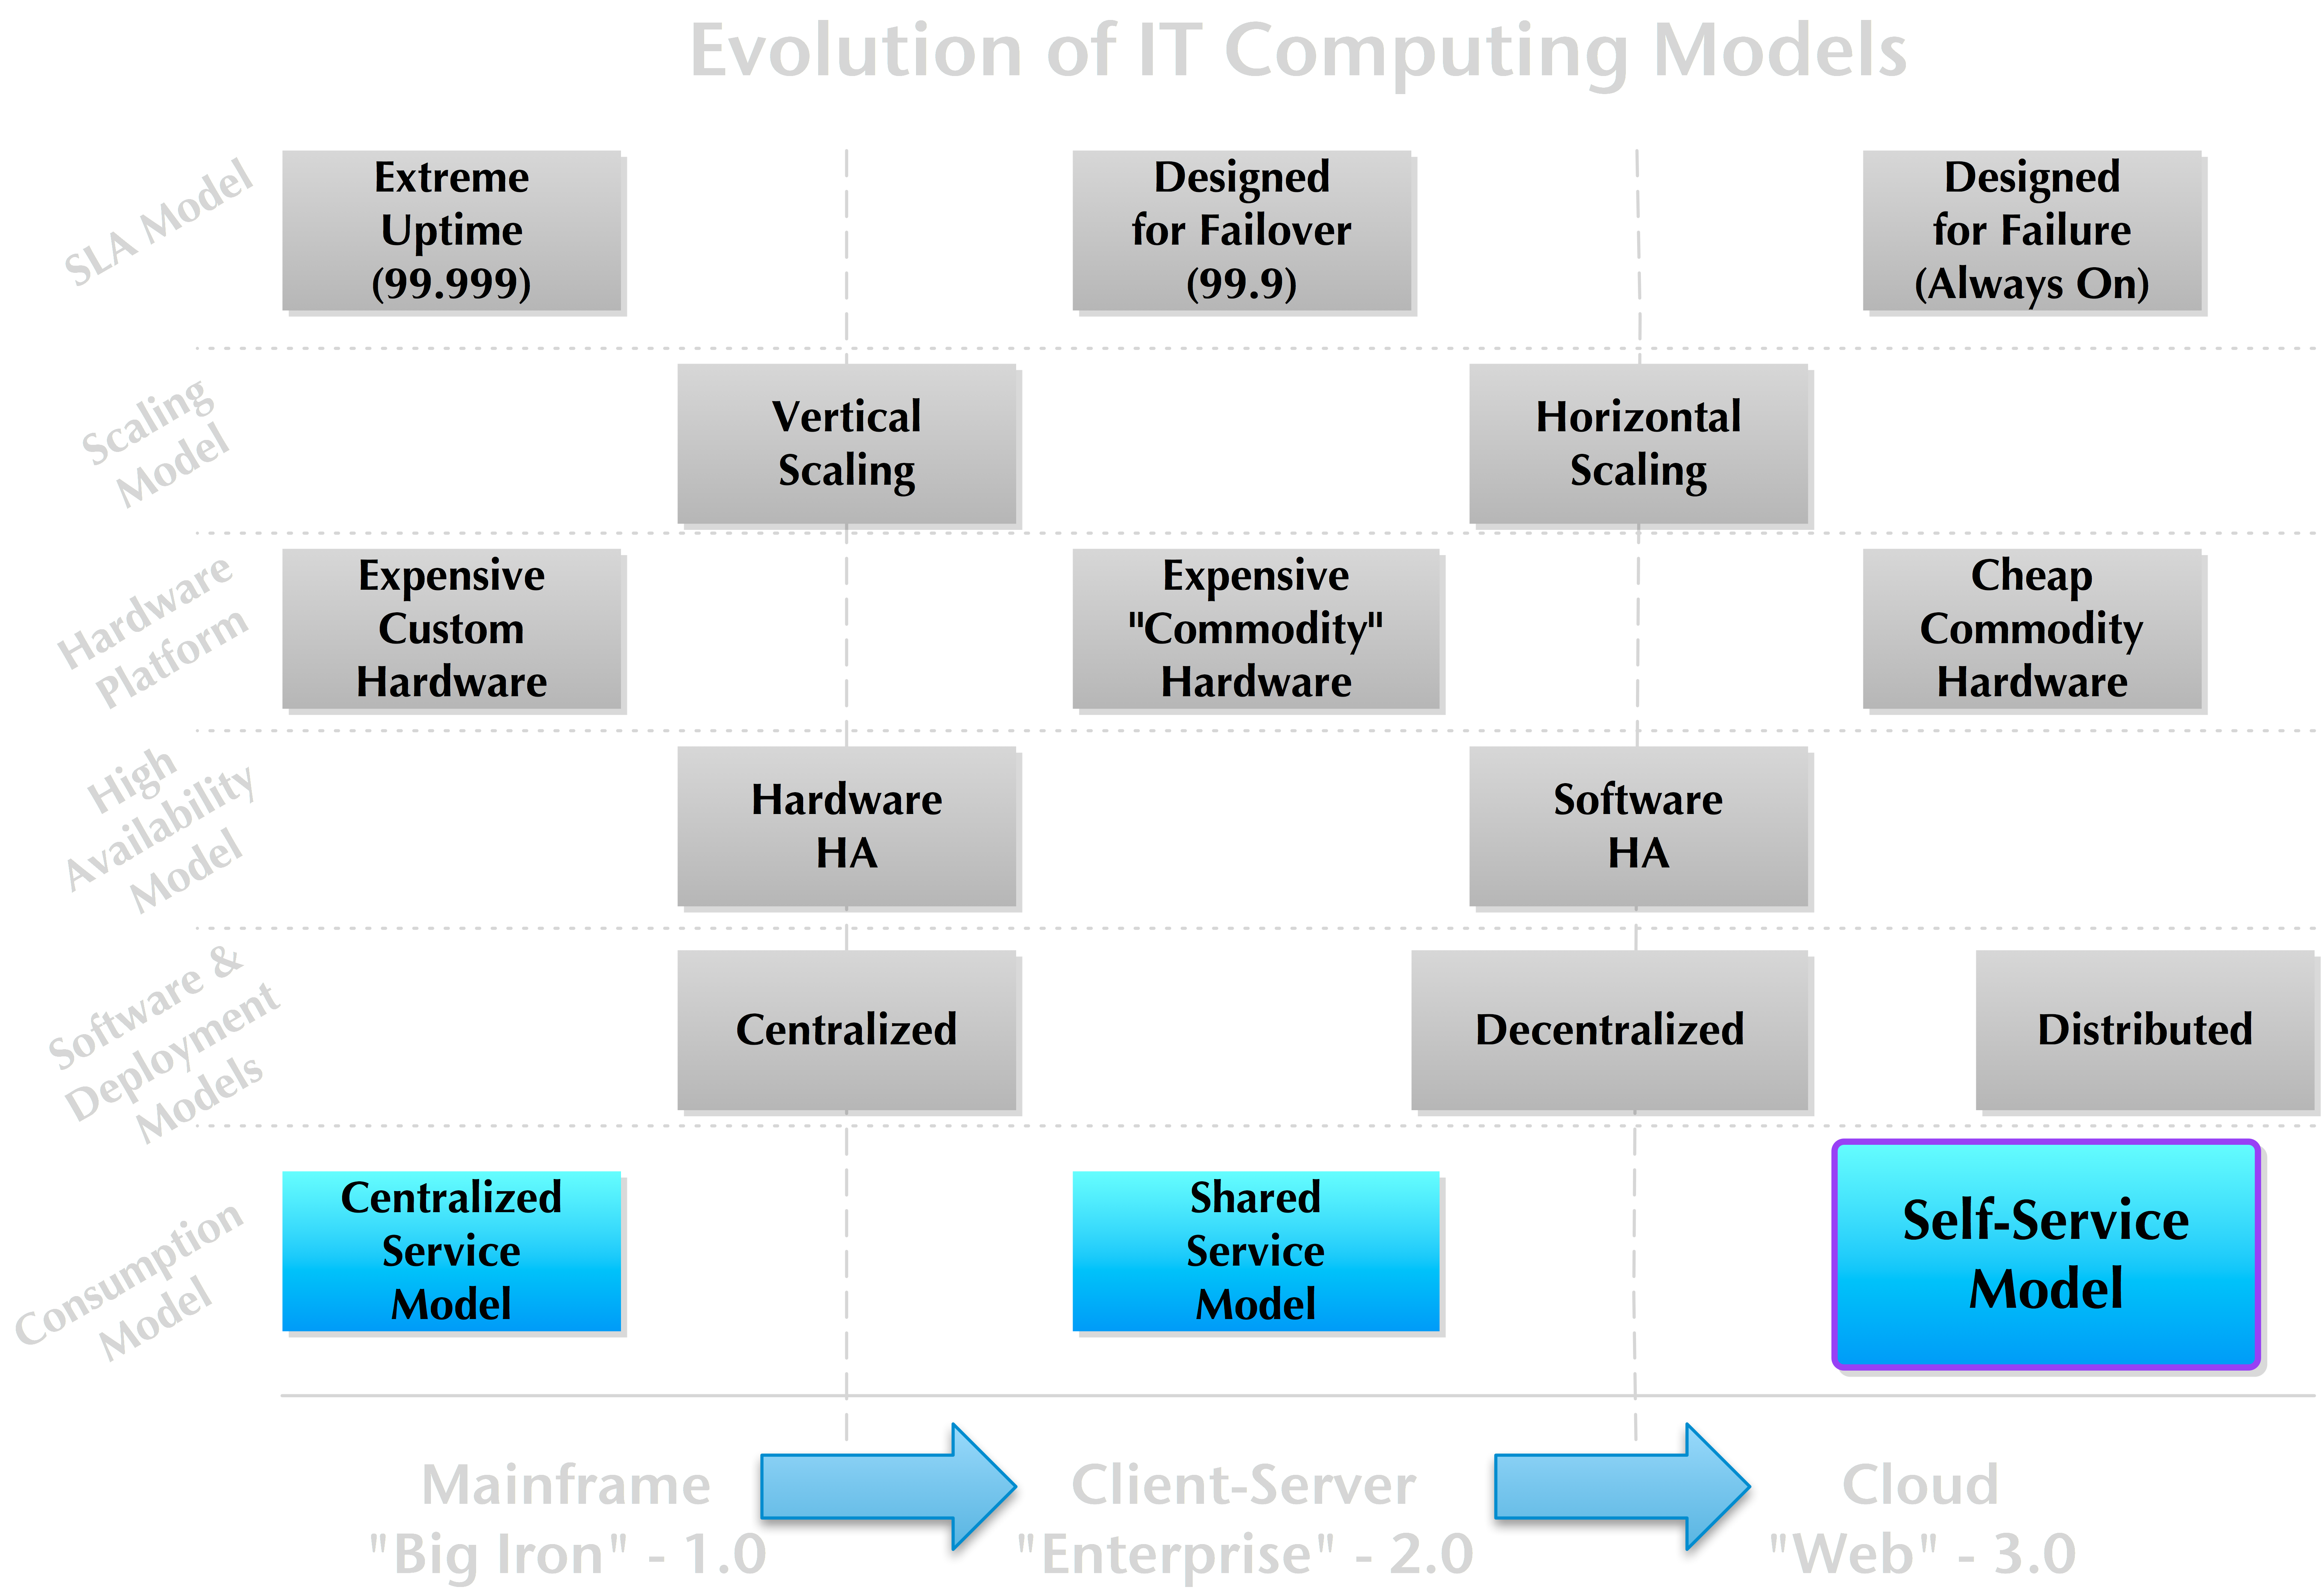 Evolution of IT Computing Models
SLA Model
Extreme
Uptime
(99.999)
Designed
for Failover
(99.9)
Designed
for Failure
(Always On)
Scaling
Model
Vertical
Scaling
Horizontal
Scaling
Hardware
Platform
Expensive
Custom
Hardware
Expensive
"Commodity"
Hardware
Cheap
Commodity
Hardware
High
Availability
Model
Hardware
HA
Software
HA
Software &
Deployment
Models
Centralized
Decentralized
Distributed
Consumption
Model
Centralized
Service
Model
Shared
Service
Model
Self-Service
Model
Mainframe
"Big Iron" - 1.0
Client-Server
"Enterprise" - 2.0
Cloud
"Web" - 3.0